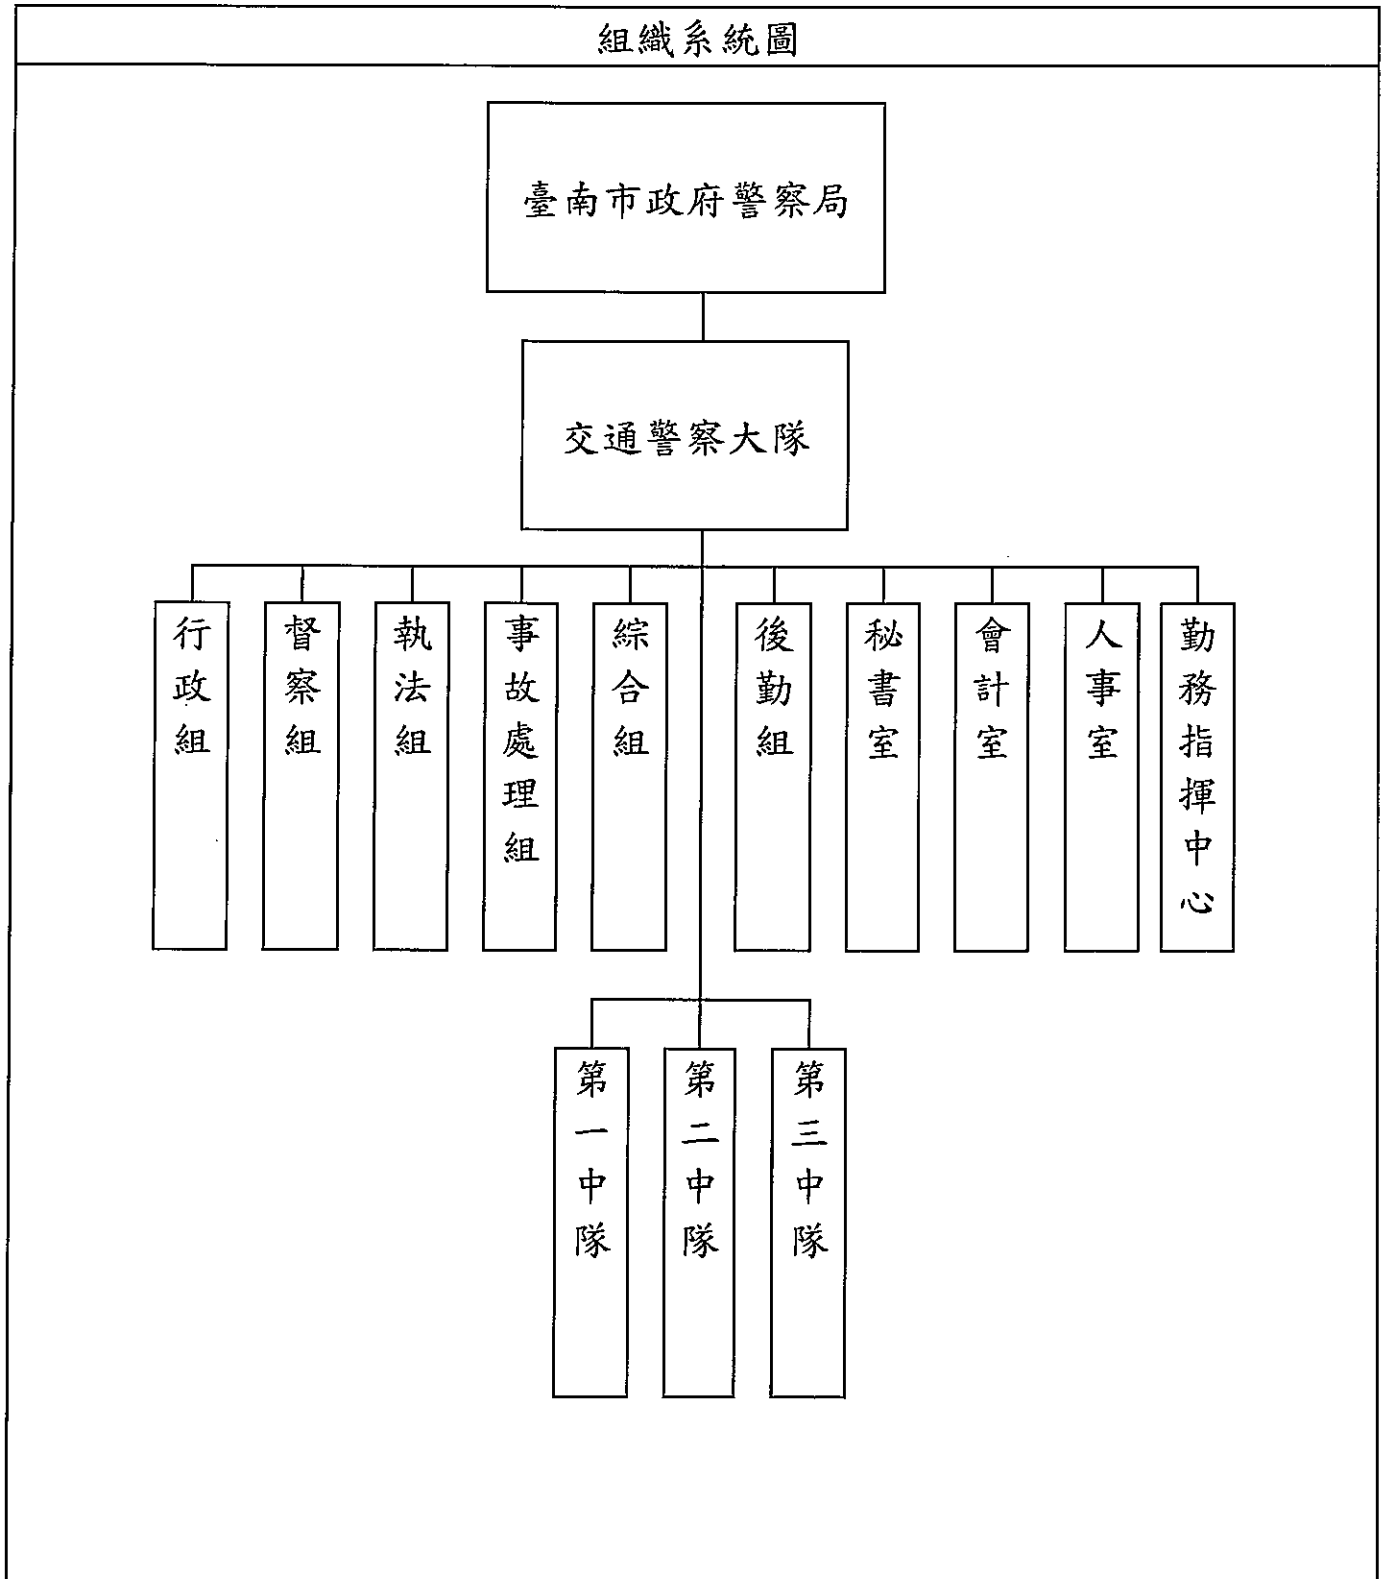 組織系統圖
臺南市政府警察局
交通警察大隊
行政組
督察組
執法組
事故處理組
綜合組
後勤組
秘書室
會計室
人事室
勤務指揮中心
第一中隊
第二中隊
第三中隊